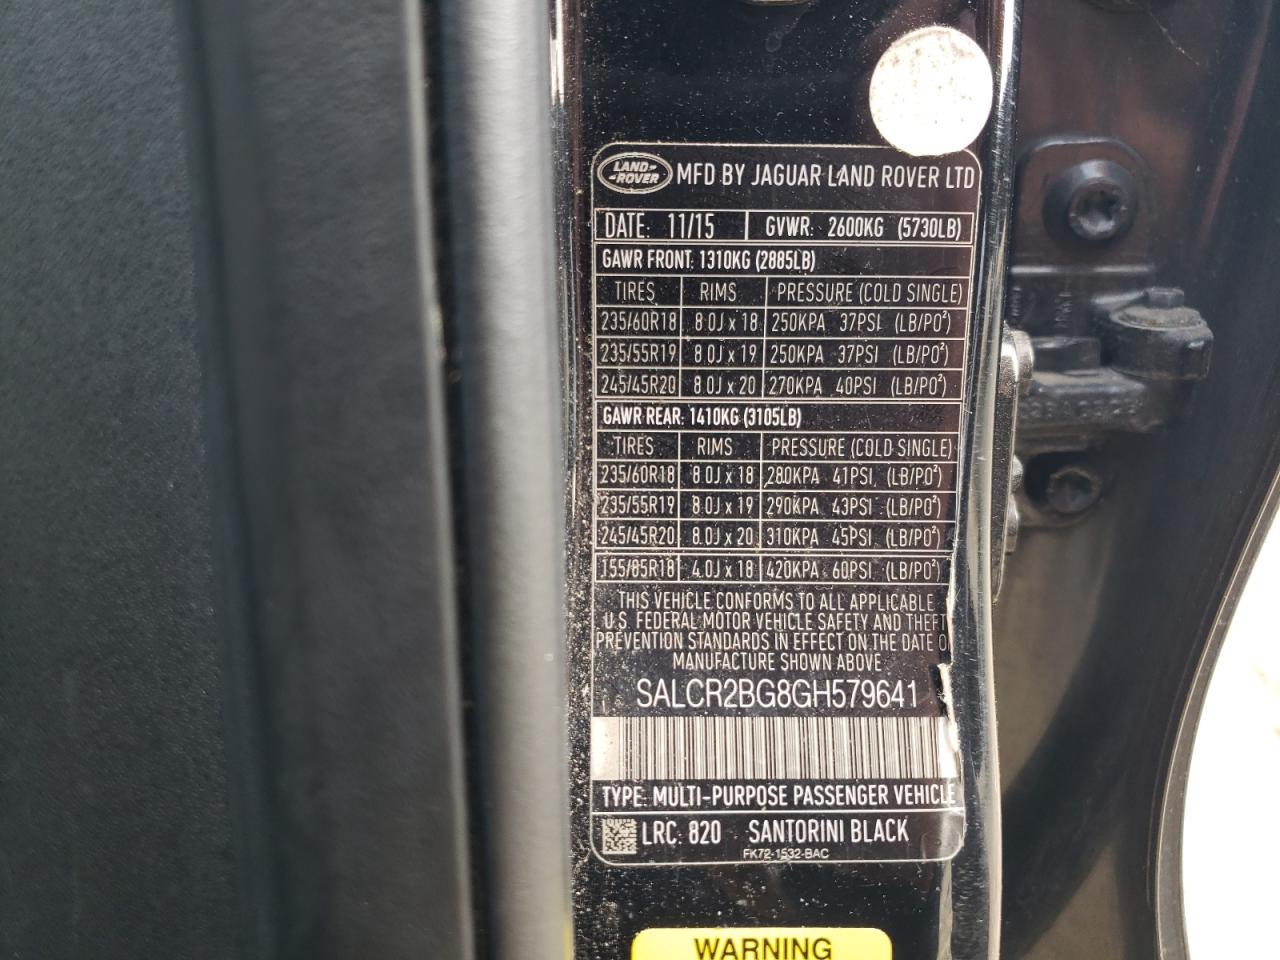 LAND ROVER MFD BY JAGUAR LAND ROVER LTD
DATE: 11/15 GVWR: 2600KG (5730LB)
GAWR FRONT: 1310KG (2885LB)
TIRES RIMS PRESSURE (COLD SINGLE)
235/60R18 8.0J x 18 250KPA 37PSI (LB/PO²)
235/55R19 8.0J x 19 250KPA 37PSI (LB/PO²)
245/45R20 8.0J x 20 270KPA 40PSI (LB/PO²)
GAWR REAR: 1410KG (3105LB)
TIRES RIMS PRESSURE (COLD SINGLE)
235/60R18 8.0J x 18 280KPA 41PSI (LB/PO²)
235/55R19 8.0J x 19 290KPA 43PSI (LB/PO²)
245/45R20 8.0J x 20 310KPA 45PSI (LB/PO²)
155/85R18 4.0J x 18 420KPA 60PSI (LB/PO²)
THIS VEHICLE CONFORMS TO ALL APPLICABLE
U.S. FEDERAL MOTOR VEHICLE SAFETY AND THEFT
PREVENTION STANDARDS IN EFFECT ON THE DATE O
MANUFACTURE SHOWN ABOVE
SALCR2BG8GH579641
TYPE: MULTI-PURPOSE PASSENGER VEHICLE
LRC: 820 SANTORINI BLACK
FK72-1532-BAC
WARNING